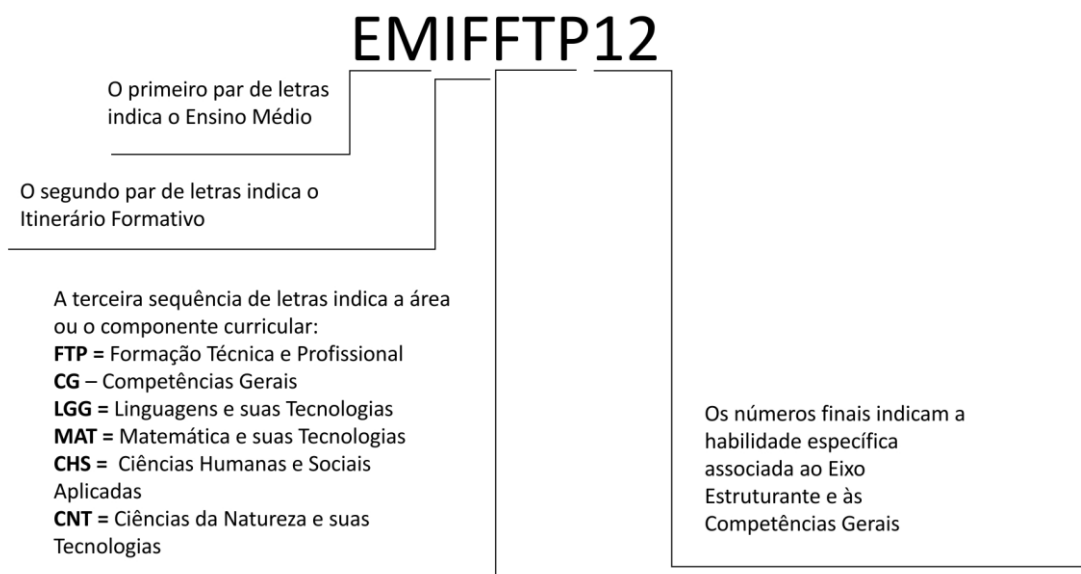 EMIFFTP12
O primeiro par de letras
indica o Ensino Médio
O segundo par de letras indica o
Itinerário Formativo
A terceira sequência de letras indica a área
ou o componente curricular:
FTP = Formação Técnica e Profissional
CG – Competências Gerais
LGG = Linguagens e suas Tecnologias
MAT = Matemática e suas Tecnologias
CHS = Ciências Humanas e Sociais
Aplicadas
CNT = Ciências da Natureza e suas
Tecnologias
Os números finais indicam a
habilidade específica
associada ao Eixo
Estruturante e às
Competências Gerais